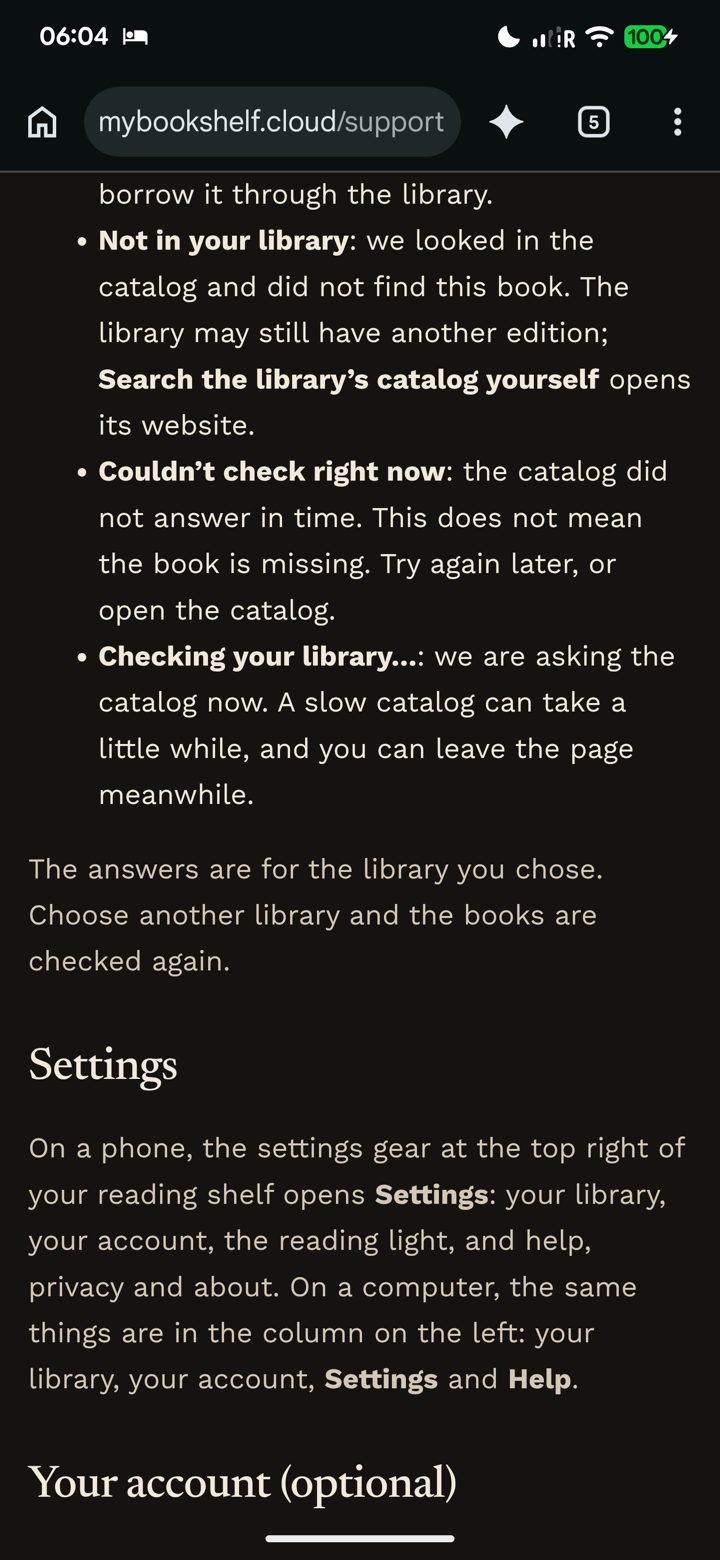 06:04
R
100
mybookshelf.cloud/support
5
borrow it through the library.
• Not in your library: we looked in the
catalog and did not find this book. The
library may still have another edition;
Search the library’s catalog yourself opens
its website.
• Couldn’t check right now: the catalog did
not answer in time. This does not mean
the book is missing. Try again later, or
open the catalog.
• Checking your library...: we are asking the
catalog now. A slow catalog can take a
little while, and you can leave the page
meanwhile.
The answers are for the library you chose.
Choose another library and the books are
checked again.
Settings
On a phone, the settings gear at the top right of
your reading shelf opens Settings: your library,
your account, the reading light, and help,
privacy and about. On a computer, the same
things are in the column on the left: your
library, your account, Settings and Help.
Your account (optional)